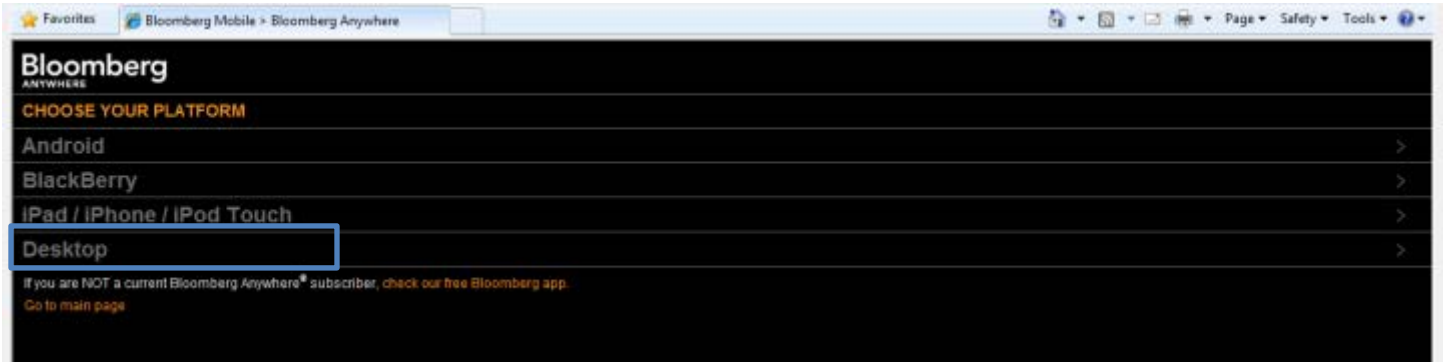 Favorites Bloomberg Mobile > Bloomberg Anywhere Page Safety Tools
Bloomberg
ANYWHERE
CHOOSE YOUR PLATFORM
Android >
BlackBerry >
iPad / iPhone / iPod Touch >
Desktop >
If you are NOT a current Bloomberg Anywhere® subscriber, check our free Bloomberg app.
Go to main page